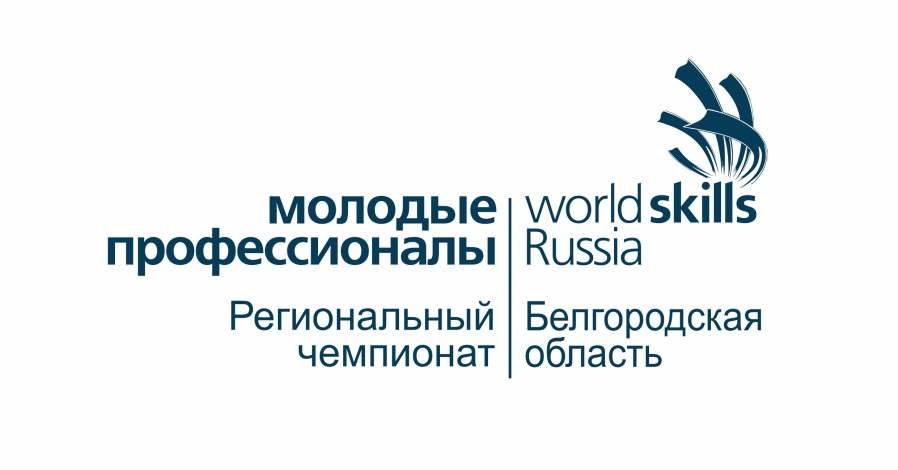 молодые
профессионалы
Региональный
чемпионат
worldskills
Russia
Белгородская
область